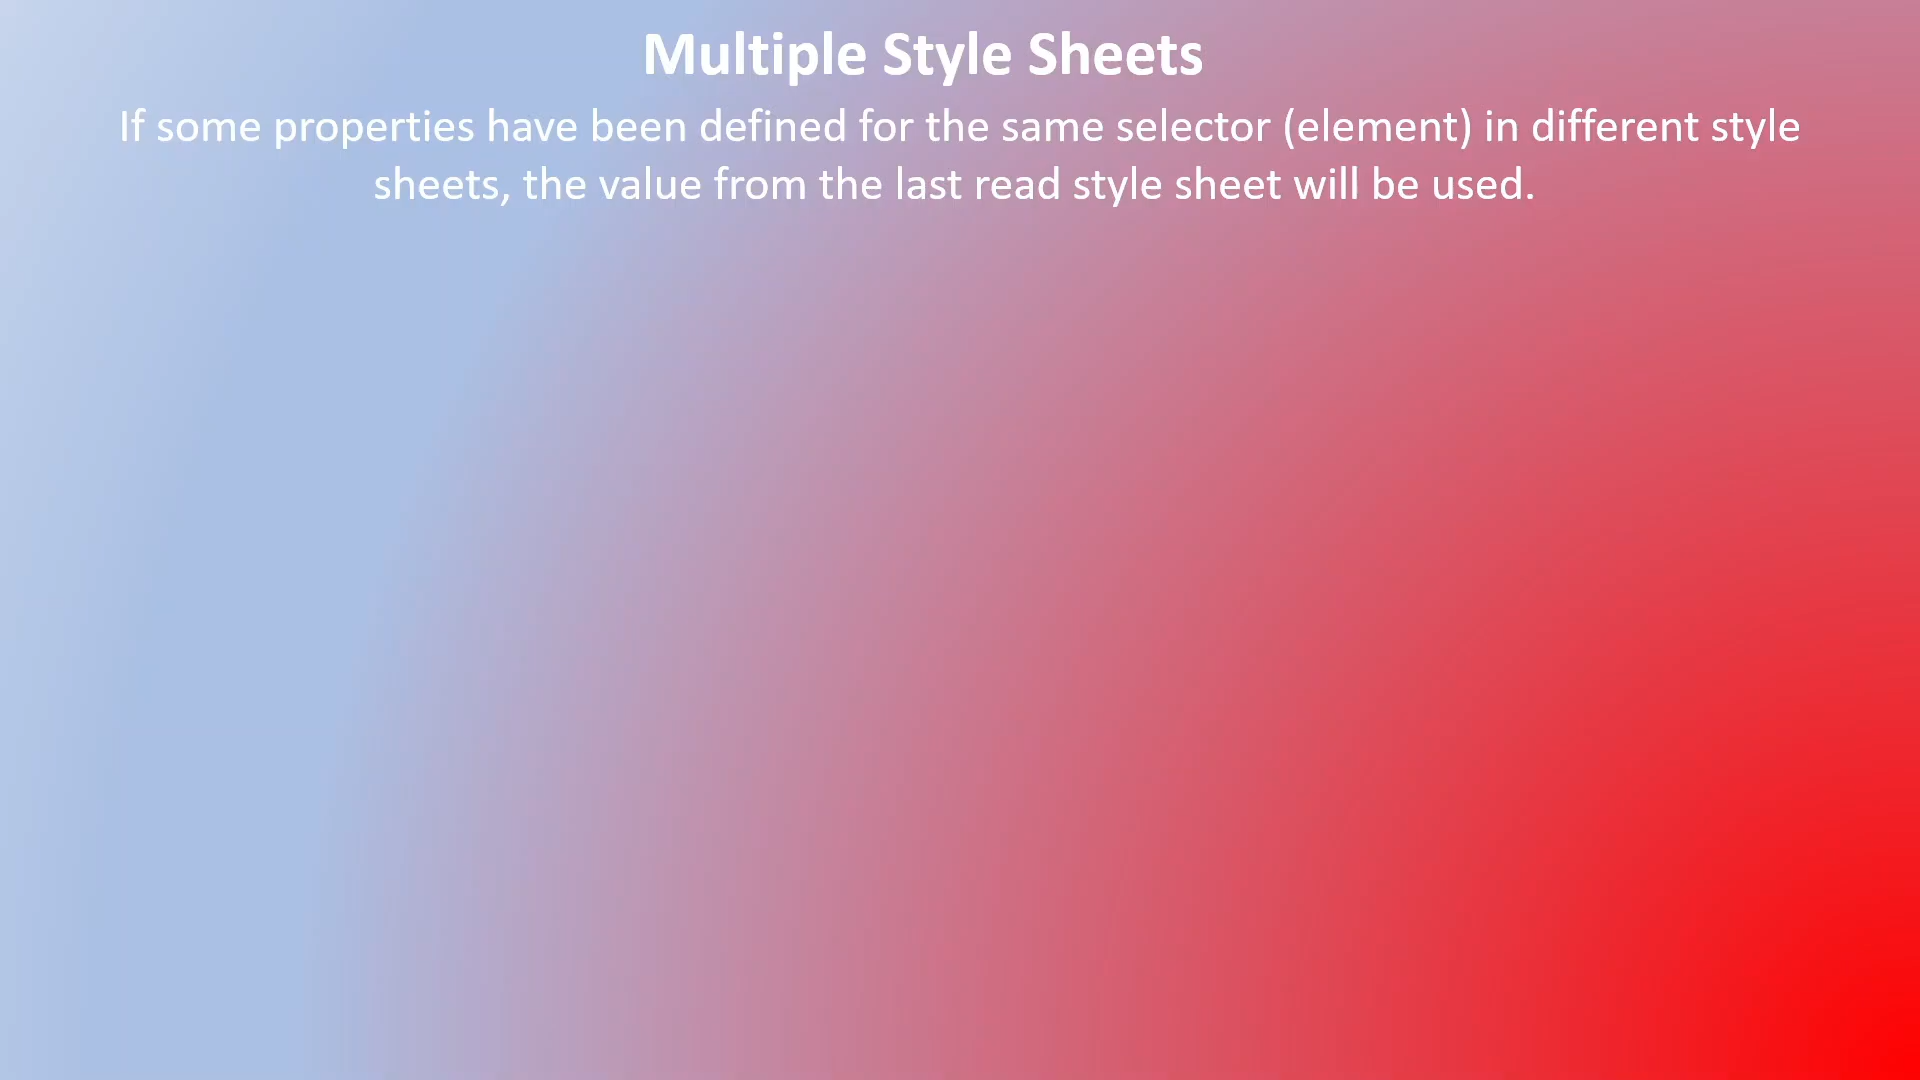 Multiple Style Sheets
If some properties have been defined for the same selector (element) in different style
sheets, the value from the last read style sheet will be used.